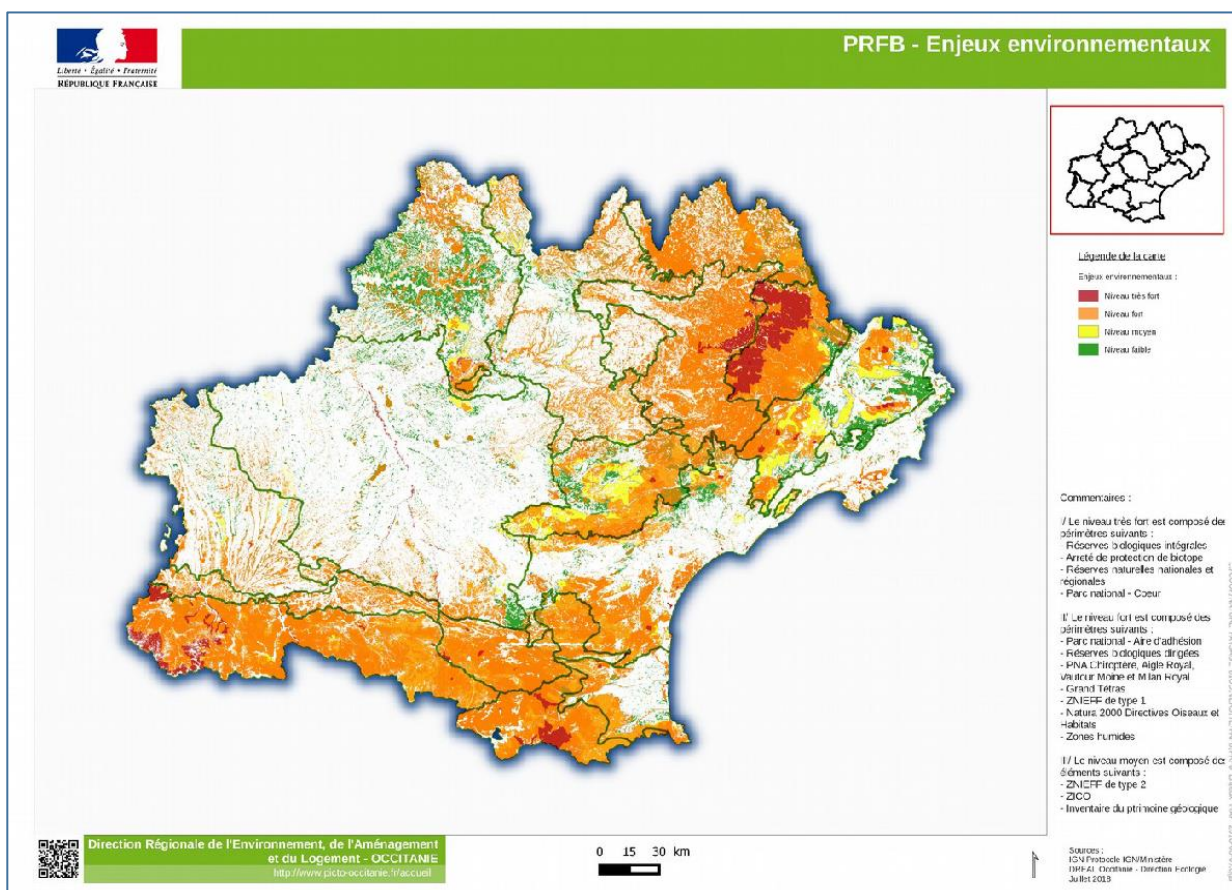 PRFB - Enjeux environnementaux
Liberté • Égalité • Fraternité
RÉPUBLIQUE FRANÇAISE
Légende de la carte
Enjeux environnementaux :
Niveau très fort
Niveau fort
Niveau moyen
Niveau faible
Commentaires :
I/ Le niveau très fort est composé des
périmètres suivants :
- Réserves biologiques intégrales
- Arreté de protection de biotope
- Réserves naturelles nationales et
régionales
- Parc national - Coeur
II/ Le niveau fort est composé des
périmètres suivants :
- Parc national - Aire d'adhésion
- Réserves biologiques dirigées
- PNA Chiroptère, Aigle Royal,
Vautour Moine et Milan Royal
- Grand Tétras
- ZNIEFF de type 1
- Natura 2000 Directives Oiseaux et
Habitats
- Zones humides
II / Le niveau moyen est composé des
éléments suivants :
- ZNIEFF de type 2
- ZICO
- Inventaire du ptrimoine géologique
Direction Régionale de l'Environnement, de l'Aménagement
et du Logement - OCCITANIE
http://www.picto-occitanie.fr/accueil
0 15 30 km
Sources :
IGN Protocole IGN/Ministère
DREAL Occitanie - Direction Ecologie
Juillet 2018